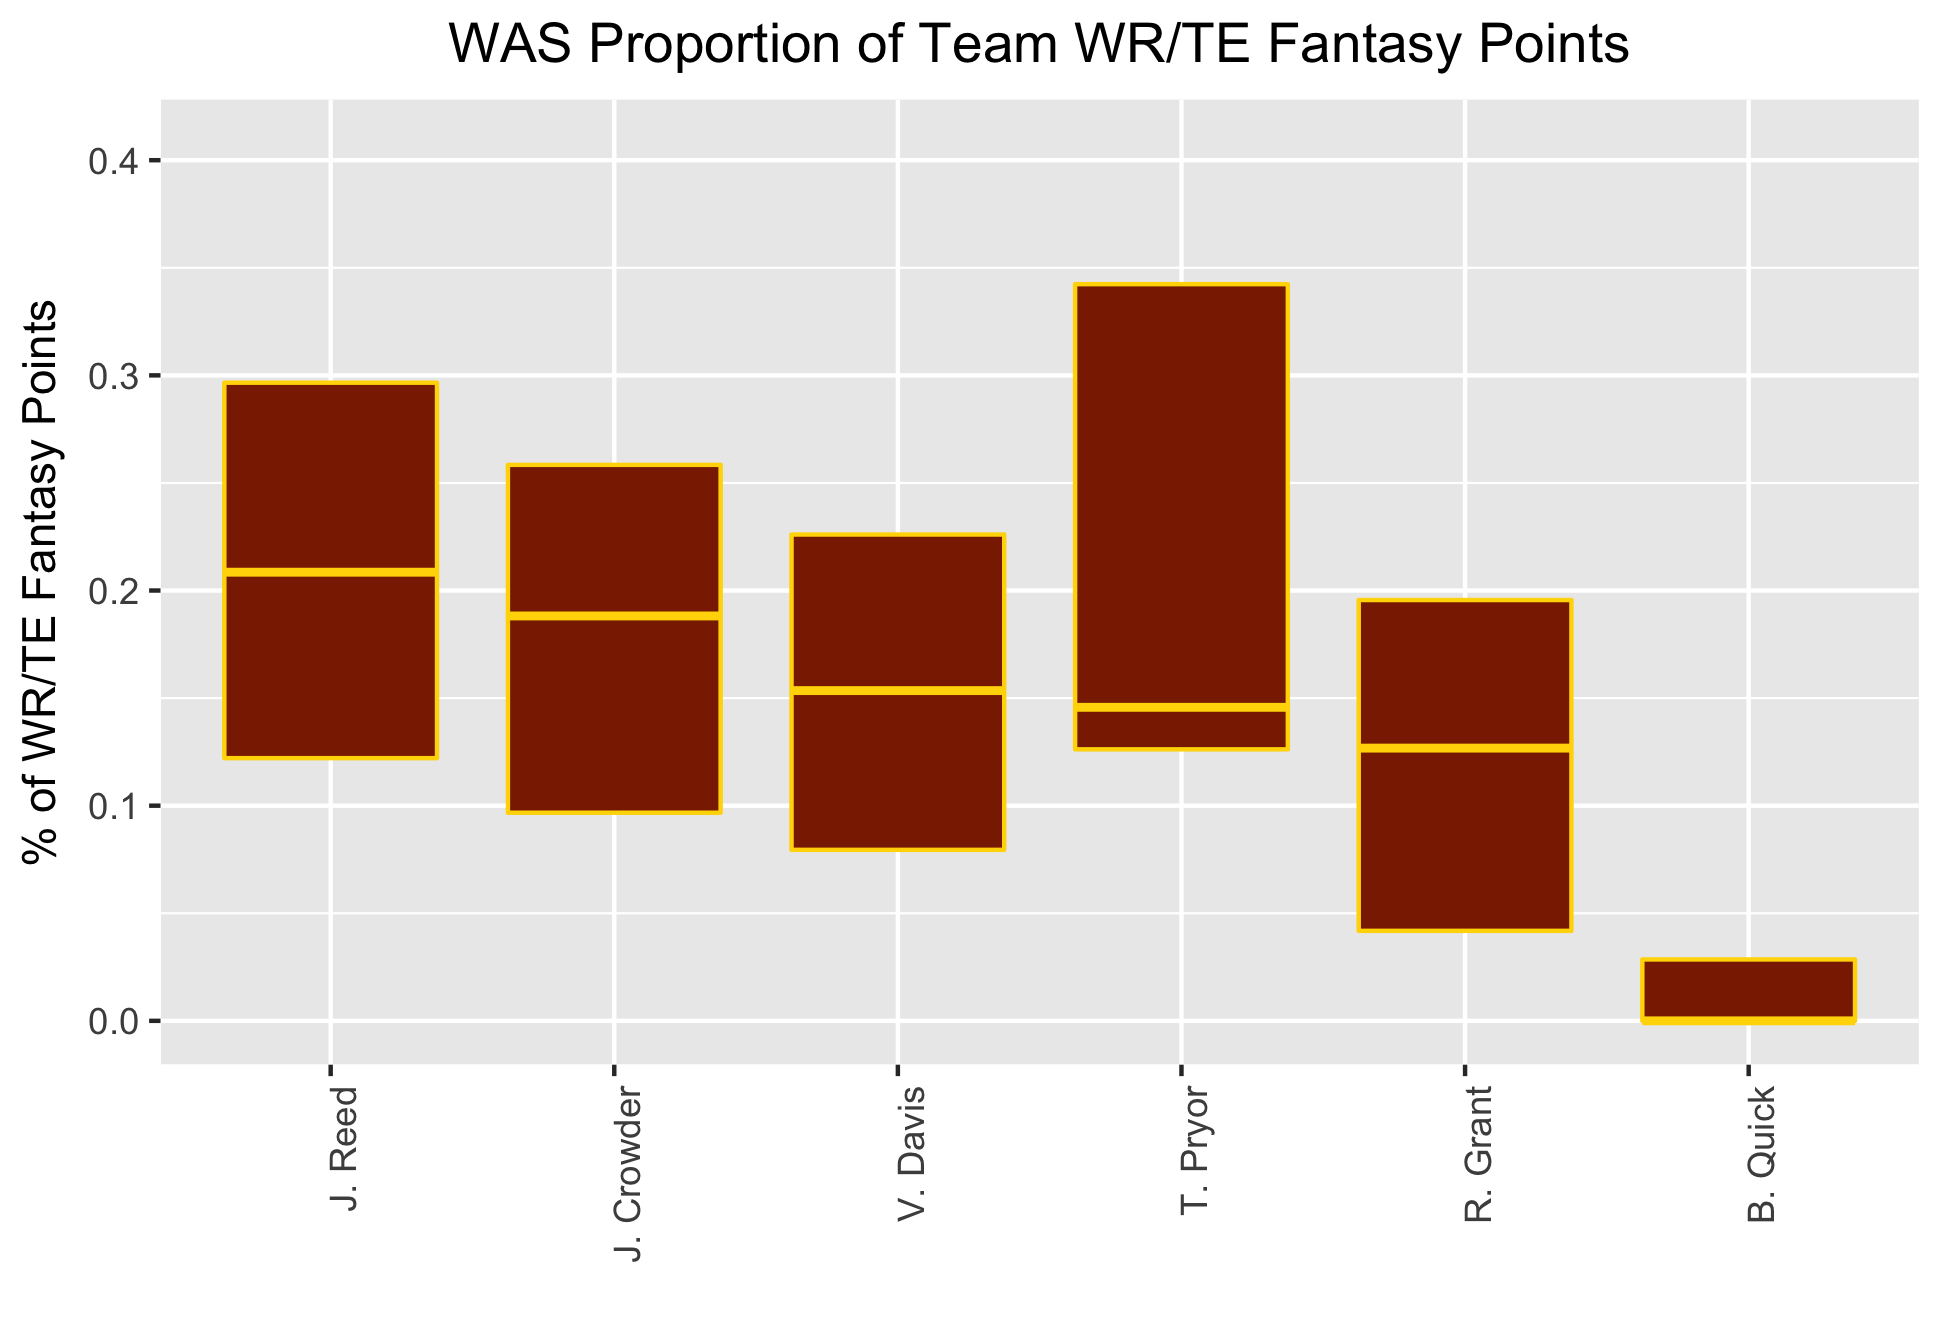 WAS Proportion of Team WR/TE Fantasy Points
% of WR/TE Fantasy Points
0.4
0.3
0.2
0.1
0.0
J. Reed
J. Crowder
V. Davis
T. Pryor
R. Grant
B. Quick